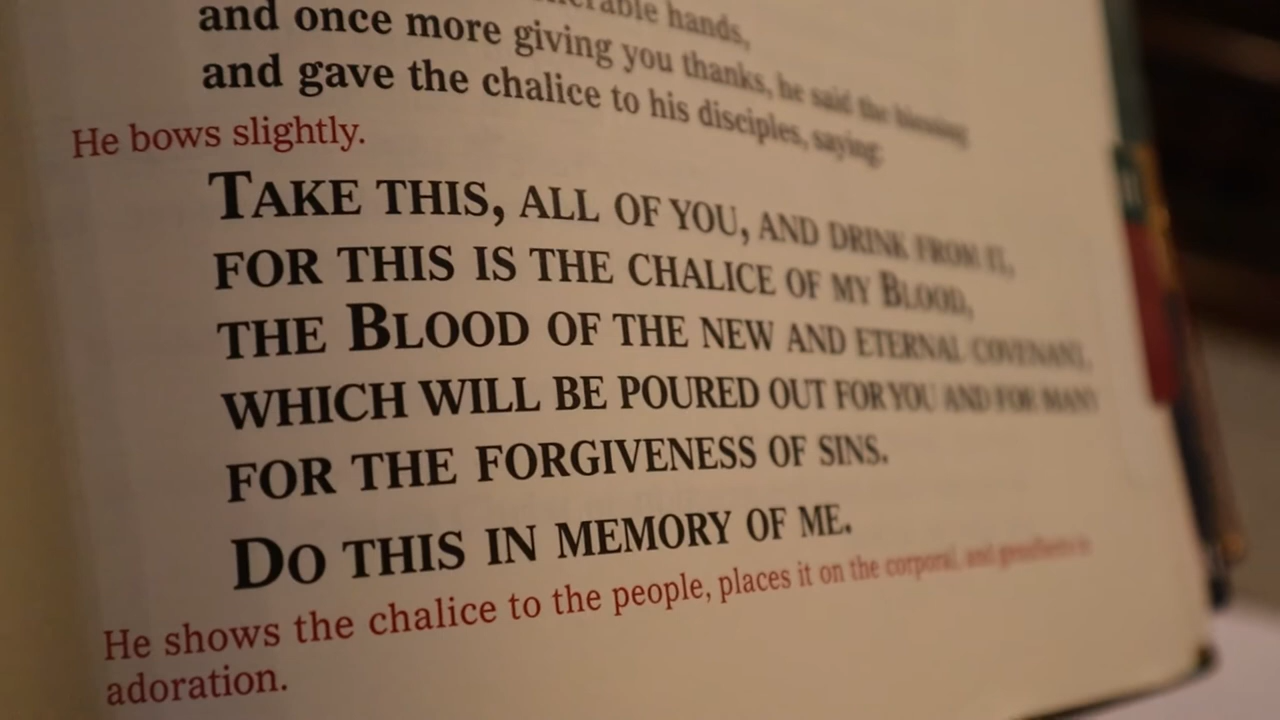 hands,
and once more giving you thanks, he said the blessing
and gave the chalice to his disciples, saying:
He bows slightly.
TAKE THIS, ALL OF YOU, AND DRINK FROM IT,
FOR THIS IS THE CHALICE OF MY BLOOD,
THE BLOOD OF THE NEW AND ETERNAL COVENANT,
WHICH WILL BE POURED OUT FOR YOU AND FOR MANY
FOR THE FORGIVENESS OF SINS.
DO THIS IN MEMORY OF ME.
He shows the chalice to the people, places it on the corporal, and genuflects in
adoration.